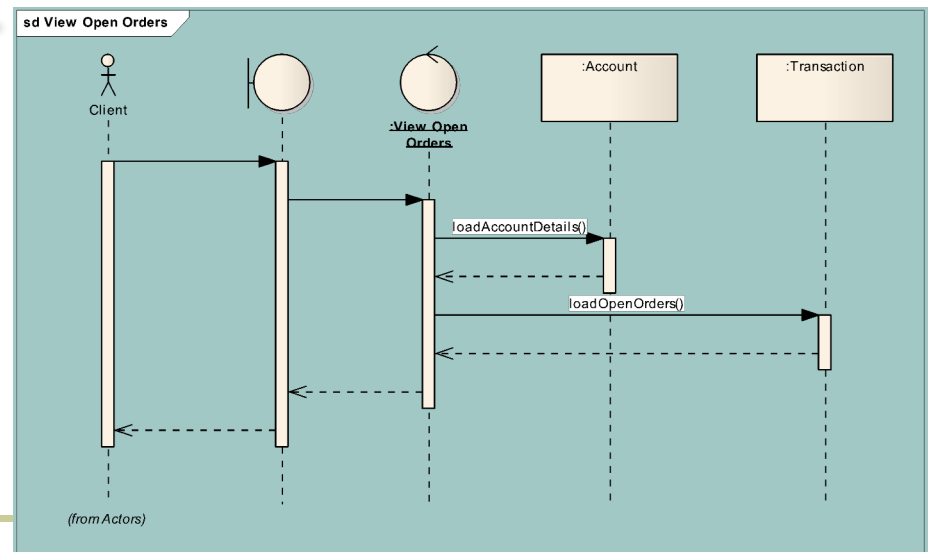 sd View Open Orders
Client
:View Open
Orders
:Account
:Transaction
loadAccountDetails()
loadOpenOrders()
(from Actors)